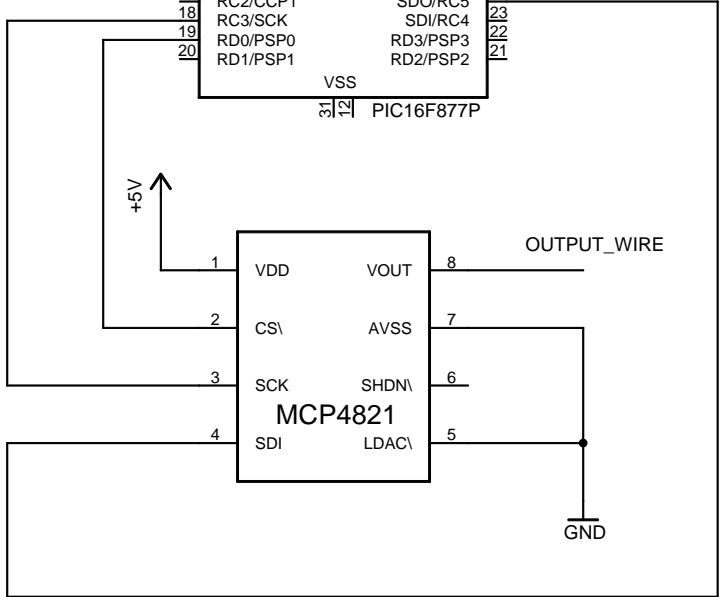 RC2/CCP1 SDO/RC5
18 RC3/SCK SDI/RC4 23
19 RD0/PSP0 RD3/PSP3 22
20 RD1/PSP1 RD2/PSP2 21
VSS
31 12 PIC16F877P
+5V
OUTPUT_WIRE
1 VDD VOUT 8
2 CS\ AVSS 7
3 SCK SHDN\ 6
MCP4821
4 SDI LDAC\ 5
GND